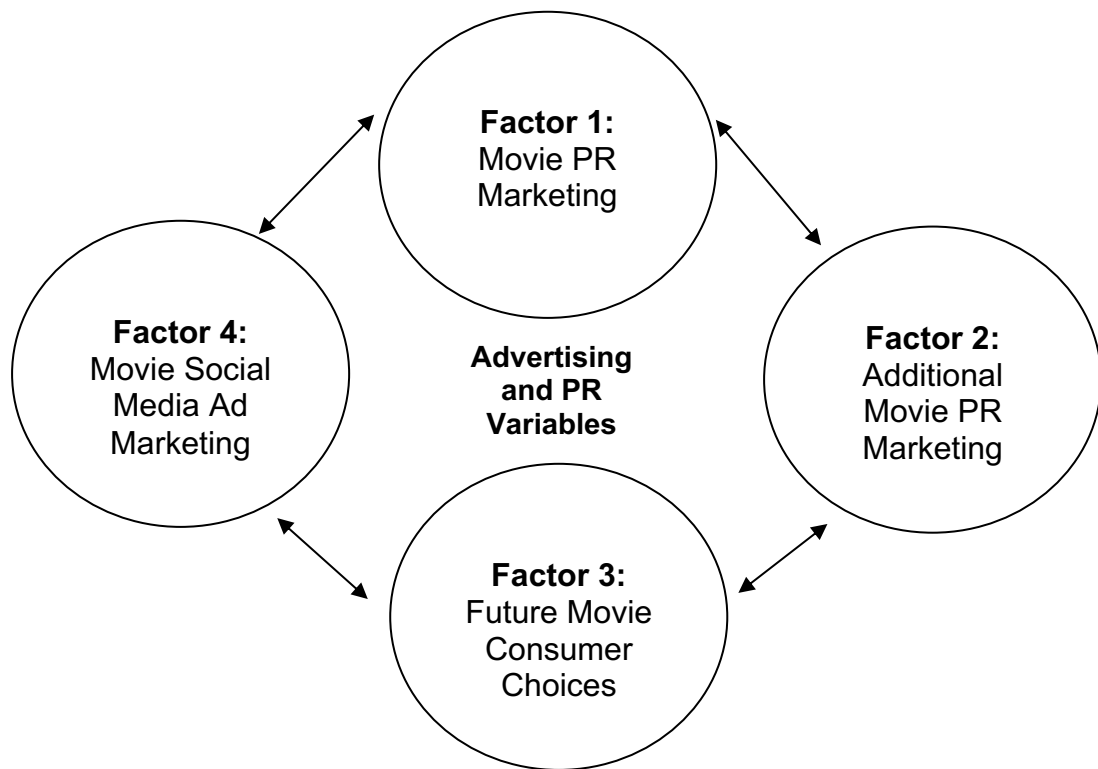 Factor 1:
Movie PR
Marketing
Factor 4:
Movie Social
Media Ad
Marketing
Advertising
and PR
Variables
Factor 2:
Additional
Movie PR
Marketing
Factor 3:
Future Movie
Consumer
Choices